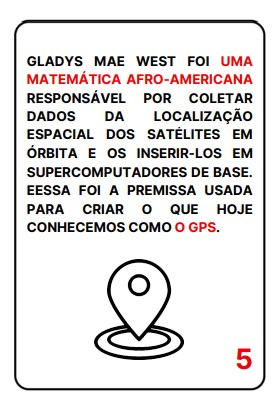 GLADYS MAE WEST FOI UMA
MATEMÁTICA AFRO-AMERICANA
RESPONSÁVEL POR COLETAR
DADOS DA LOCALIZAÇÃO
ESPACIAL DOS SATÉLITES EM
ÓRBITA E OS INSERIR-LOS EM
SUPERCOMPUTADORES DE BASE.
EESSA FOI A PREMISSA USADA
PARA CRIAR O QUE HOJE
CONHECEMOS COMO O GPS.
5